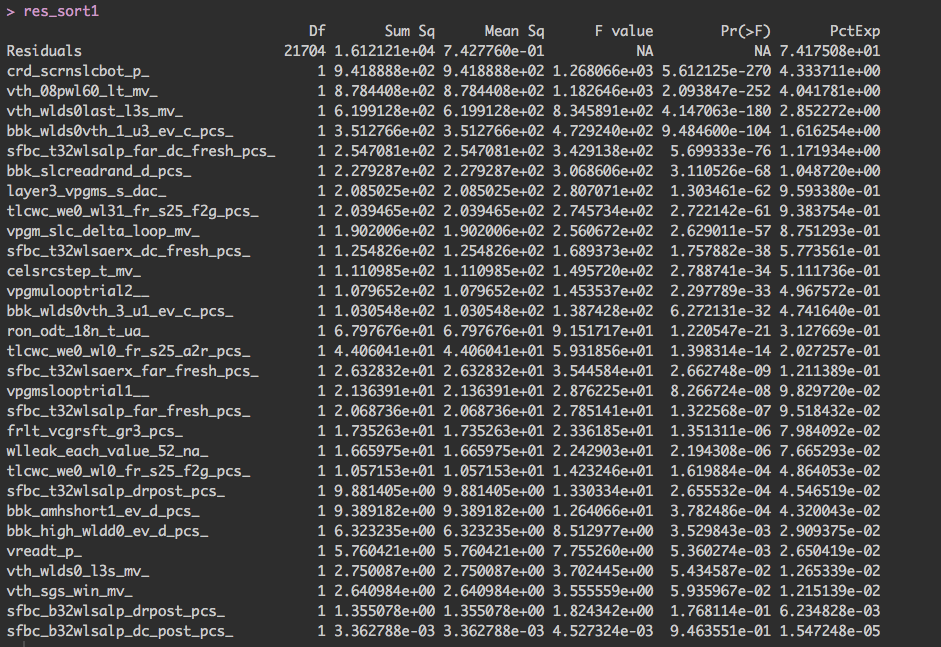 > res_sort1
Df Sum Sq Mean Sq F value Pr(>F) PctExp
Residuals 21704 1.612121e+04 7.427760e-01 NA NA 7.417508e+01
crd_scrnslcbot_p_ 1 9.418888e+02 9.418888e+02 1.268066e+03 5.612125e-270 4.333711e+00
vth_08pwl60_lt_mv_ 1 8.784408e+02 8.784408e+02 1.182646e+03 2.093847e-252 4.041781e+00
vth_wlds0last_l3s_mv_ 1 6.199128e+02 6.199128e+02 8.345891e+02 4.147063e-180 2.852272e+00
bbk_wlds0vth_1_u3_ev_c_pcs_ 1 3.512766e+02 3.512766e+02 4.729240e+02 9.484600e-104 1.616254e+00
sfbc_t32wlsalp_far_dc_fresh_pcs_ 1 2.547081e+02 2.547081e+02 3.429138e+02 5.699333e-76 1.171934e+00
bbk_slcreadrand_d_pcs_ 1 2.279287e+02 2.279287e+02 3.068606e+02 3.110526e-68 1.048720e+00
layer3_vpgms_s_dac_ 1 2.085025e+02 2.085025e+02 2.807071e+02 1.303461e-62 9.593380e-01
tlcwc_we0_wl31_fr_s25_f2g_pcs_ 1 2.039465e+02 2.039465e+02 2.745734e+02 2.722142e-61 9.383754e-01
vpgm_slc_delta_loop_mv_ 1 1.902006e+02 1.902006e+02 2.560672e+02 2.629011e-57 8.751293e-01
sfbc_t32wlsaerx_dc_fresh_pcs_ 1 1.254826e+02 1.254826e+02 1.689373e+02 1.757882e-38 5.773561e-01
celsrcstep_t_mv_ 1 1.110985e+02 1.110985e+02 1.495720e+02 2.788741e-34 5.111736e-01
vpgmulooptrial2__ 1 1.079652e+02 1.079652e+02 1.453537e+02 2.297789e-33 4.967572e-01
bbk_wlds0vth_3_u1_ev_c_pcs_ 1 1.030548e+02 1.030548e+02 1.387428e+02 6.272131e-32 4.741640e-01
ron_odt_18n_t_ua_ 1 6.797676e+01 6.797676e+01 9.151717e+01 1.220547e-21 3.127669e-01
tlcwc_we0_wl0_fr_s25_a2r_pcs_ 1 4.406041e+01 4.406041e+01 5.931856e+01 1.398314e-14 2.027257e-01
sfbc_t32wlsaerx_far_fresh_pcs_ 1 2.632832e+01 2.632832e+01 3.544584e+01 2.662748e-09 1.211389e-01
vpgmslooptrial1__ 1 2.136391e+01 2.136391e+01 2.876225e+01 8.266724e-08 9.829720e-02
sfbc_t32wlsalp_far_fresh_pcs_ 1 2.068736e+01 2.068736e+01 2.785141e+01 1.322568e-07 9.518432e-02
frlt_vcgrsft_gr3_pcs_ 1 1.735263e+01 1.735263e+01 2.336185e+01 1.351311e-06 7.984092e-02
wlleak_each_value_52_na_ 1 1.665975e+01 1.665975e+01 2.242903e+01 2.194308e-06 7.665293e-02
tlcwc_we0_wl0_fr_s25_f2g_pcs_ 1 1.057153e+01 1.057153e+01 1.423246e+01 1.619884e-04 4.864053e-02
sfbc_t32wlsalp_drpost_pcs_ 1 9.881405e+00 9.881405e+00 1.330334e+01 2.655532e-04 4.546519e-02
bbk_amhshort1_ev_d_pcs_ 1 9.389182e+00 9.389182e+00 1.264066e+01 3.782486e-04 4.320043e-02
bbk_high_wldd0_ev_d_pcs_ 1 6.323235e+00 6.323235e+00 8.512977e+00 3.529843e-03 2.909375e-02
vreadt_p_ 1 5.760421e+00 5.760421e+00 7.755260e+00 5.360274e-03 2.650419e-02
vth_wlds0_l3s_mv_ 1 2.750087e+00 2.750087e+00 3.702445e+00 5.434587e-02 1.265339e-02
vth_sgs_win_mv_ 1 2.640984e+00 2.640984e+00 3.555559e+00 5.935967e-02 1.215139e-02
sfbc_b32wlsalp_drpost_pcs_ 1 1.355078e+00 1.355078e+00 1.824342e+00 1.768114e-01 6.234828e-03
sfbc_b32wlsalp_dc_post_pcs_ 1 3.362788e-03 3.362788e-03 4.527324e-03 9.463551e-01 1.547248e-05